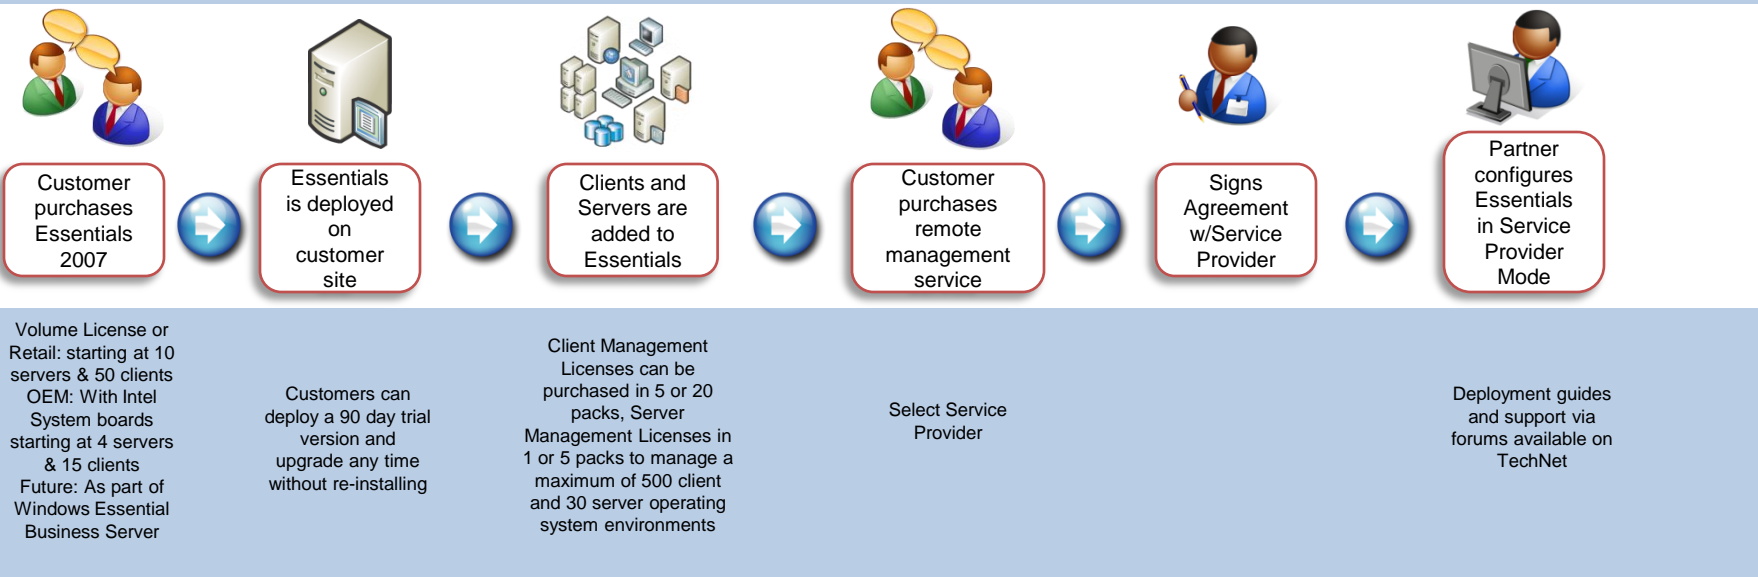 Customer
purchases
Essentials
2007
Essentials
is deployed
on
customer
site
Clients and
Servers are
added to
Essentials
Customer
purchases
remote
management
service
Signs
Agreement
w/Service
Provider
Partner
configures
Essentials
in Service
Provider
Mode
Volume License or
Retail: starting at 10
servers & 50 clients
OEM: With Intel
System boards
starting at 4 servers
& 15 clients
Future: As part of
Windows Essential
Business Server
Customers can
deploy a 90 day trial
version and
upgrade any time
without re-installing
Client Management
Licenses can be
purchased in 5 or 20
packs, Server
Management Licenses in
1 or 5 packs to manage a
maximum of 500 client
and 30 server operating
system environments
Select Service
Provider
Deployment guides
and support via
forums available on
TechNet